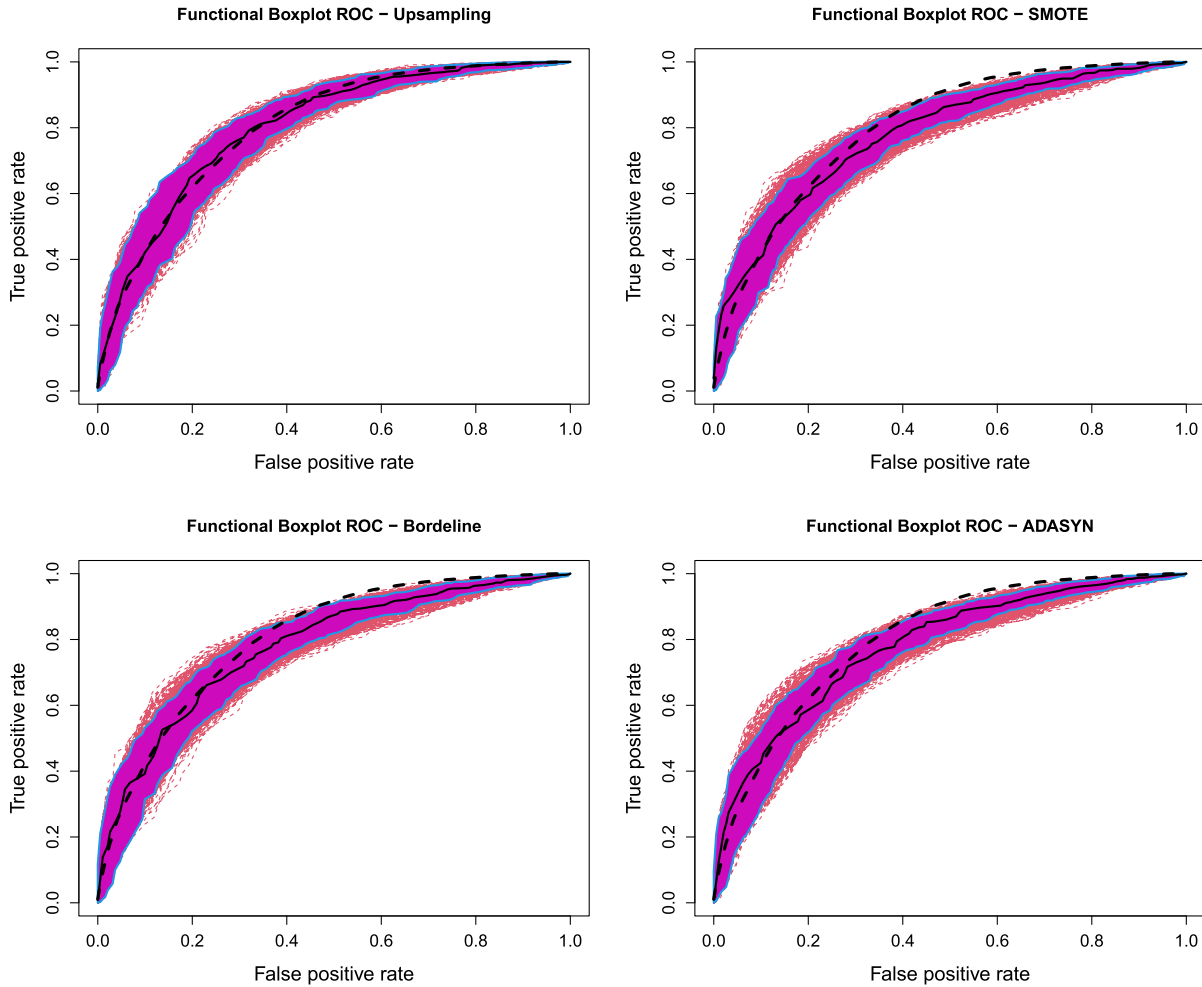 Functional Boxplot ROC − Upsampling
True positive rate
1.0
0.8
0.6
0.4
0.2
0.0
0.0 0.2 0.4 0.6 0.8 1.0
False positive rate
Functional Boxplot ROC − SMOTE
True positive rate
1.0
0.8
0.6
0.4
0.2
0.0
0.0 0.2 0.4 0.6 0.8 1.0
False positive rate
Functional Boxplot ROC − Bordeline
True positive rate
1.0
0.8
0.6
0.4
0.2
0.0
0.0 0.2 0.4 0.6 0.8 1.0
False positive rate
Functional Boxplot ROC − ADASYN
True positive rate
1.0
0.8
0.6
0.4
0.2
0.0
0.0 0.2 0.4 0.6 0.8 1.0
False positive rate